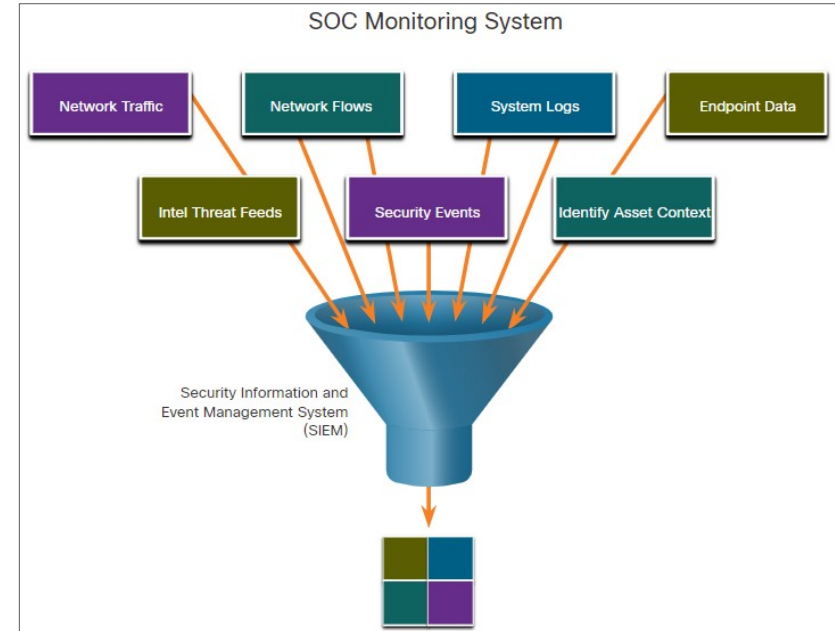 SOC Monitoring System
Network Traffic
Network Flows
System Logs
Endpoint Data
Intel Threat Feeds
Security Events
Identify Asset Context
Security Information and
Event Management System
(SIEM)